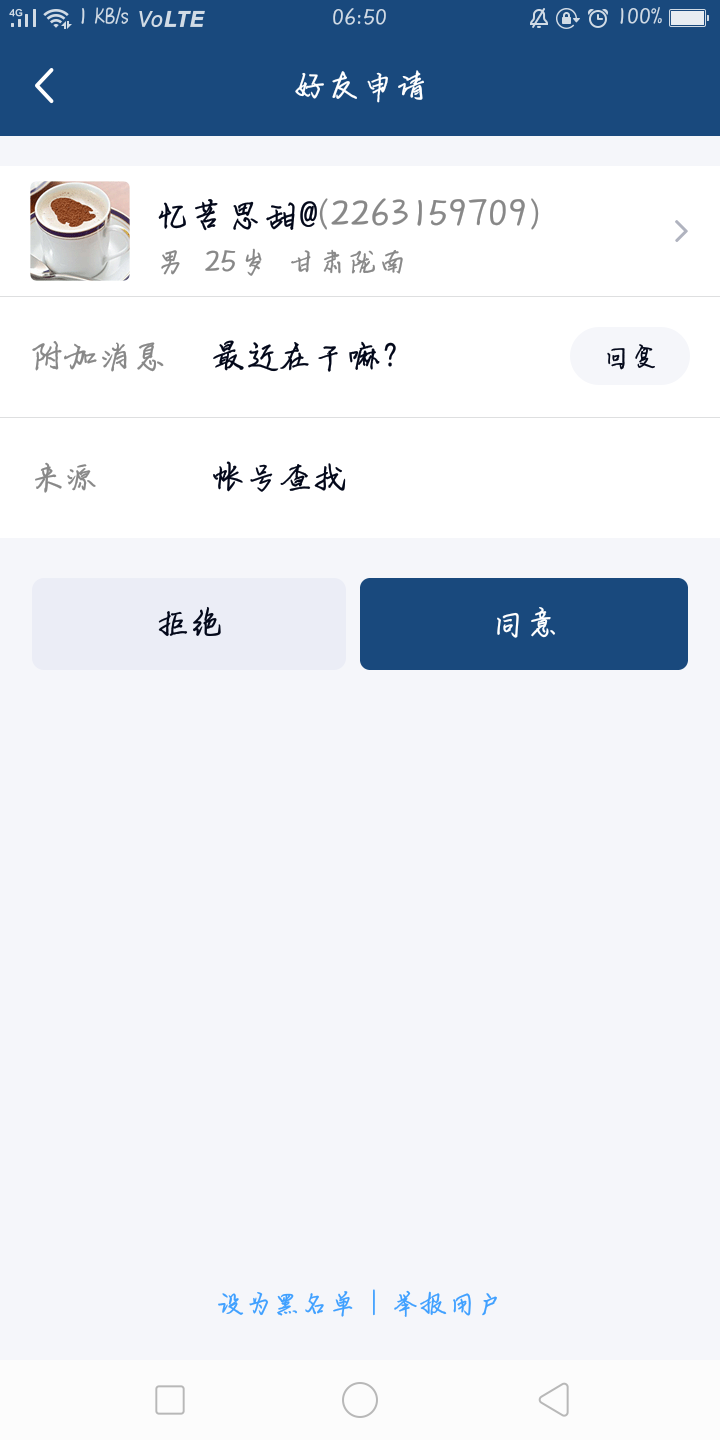 4G 1 KB/s VoLTE 06:50 100%
好友申请
忆苦思甜@(2263159709)
男 25岁 甘肃陇南
附加消息 最近在干嘛? 回复
来源 帐号查找
拒绝 同意
设为黑名单 | 举报用户